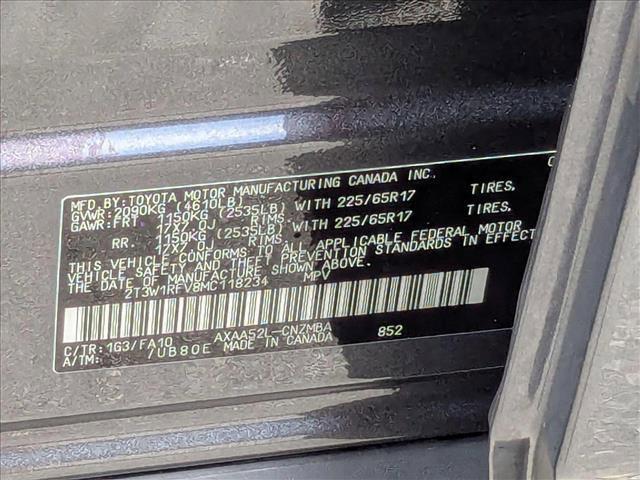 MFD.BY:TOYOTA MOTOR MANUFACTURING CANADA INC.
GVWR:2090KG (4610LB)
GAWR:FRT 1150KG (2535LB) WITH 225/65R17 TIRES,
17X7.0J RIMS
RR. 1150KG (2535LB) WITH 225/65R17 TIRES,
17X7.0J RIMS
THIS VEHICLE CONFORMS TO ALL APPLICABLE FEDERAL MOTOR
VEHICLE SAFETY AND THEFT PREVENTION STANDARDS IN EFFECT
AT DATE OF MANUFACTURE SHOWN ABOVE.
2T3W1RFV8MC118234 MPV
C/TR:1G3/FA10 AXAA52L-CNZMBA 852
A/TM: /UB80E MADE IN CANADA